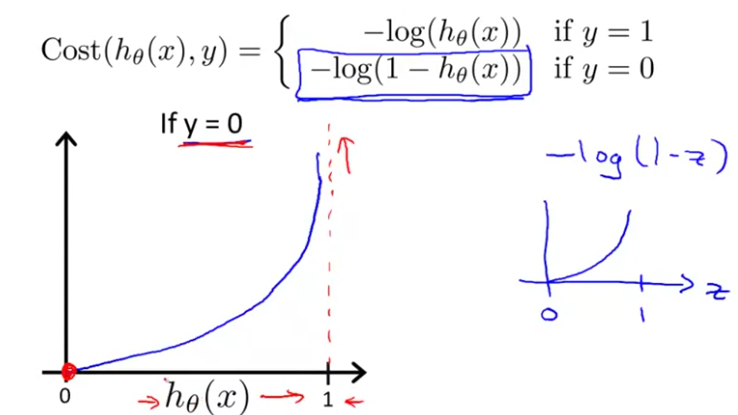 Cost(hθ(x), y) = { −log(hθ(x)) if y = 1
−log(1 − hθ(x)) if y = 0
If y = 0
−log(1-z)
z
0 1
0 → hθ(x) → 1 ←